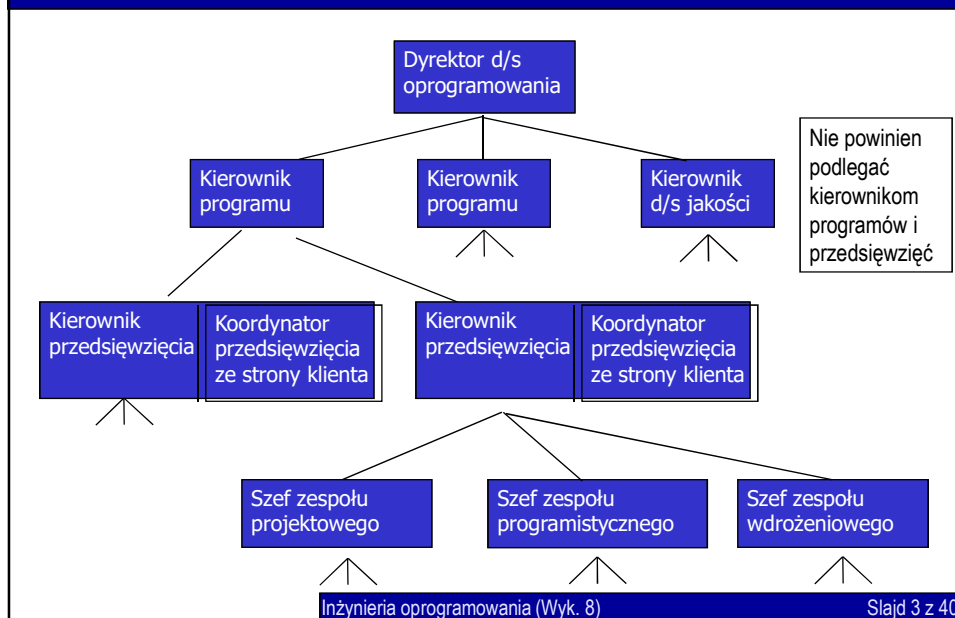 Dyrektor d/s
oprogramowania
Kierownik
programu
Kierownik
programu
Kierownik
d/s jakości
Nie powinien
podlegać
kierownikom
programów i
przedsięwzięć
Kierownik
przedsięwzięcia
Koordynator
przedsięwzięcia
ze strony klienta
Kierownik
przedsięwzięcia
Koordynator
przedsięwzięcia
ze strony klienta
Szef zespołu
projektowego
Szef zespołu
programistycznego
Szef zespołu
wdrożeniowego
Inżynieria oprogramowania (Wyk. 8)
Slajd 3 z 40